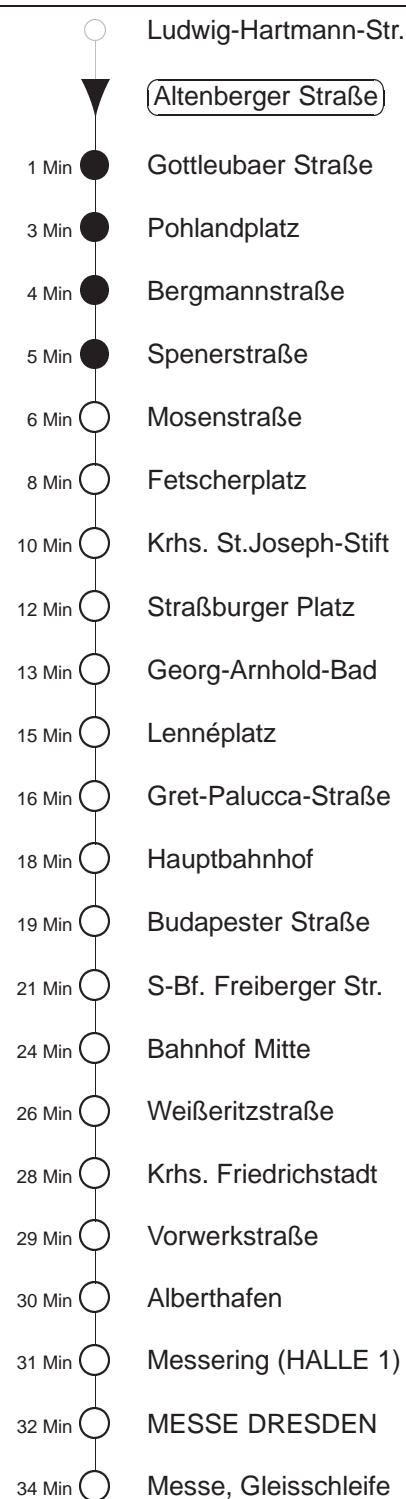 Ludwig-Hartmann-Str.
Altenberger Straße
1 Min Gottleubaer Straße
3 Min Pohlandplatz
4 Min Bergmannstraße
5 Min Spenerstraße
6 Min Mosenstraße
8 Min Fetscherplatz
10 Min Krhs. St.Joseph-Stift
12 Min Straßburger Platz
13 Min Georg-Arnhold-Bad
15 Min Lennéplatz
16 Min Gret-Palucca-Straße
18 Min Hauptbahnhof
19 Min Budapester Straße
21 Min S-Bf. Freiberger Str.
24 Min Bahnhof Mitte
26 Min Weißeritzstraße
28 Min Krhs. Friedrichstadt
29 Min Vorwerkstraße
30 Min Alberthafen
31 Min Messering (HALLE 1)
32 Min MESSE DRESDEN
34 Min Messe, Gleisschleife